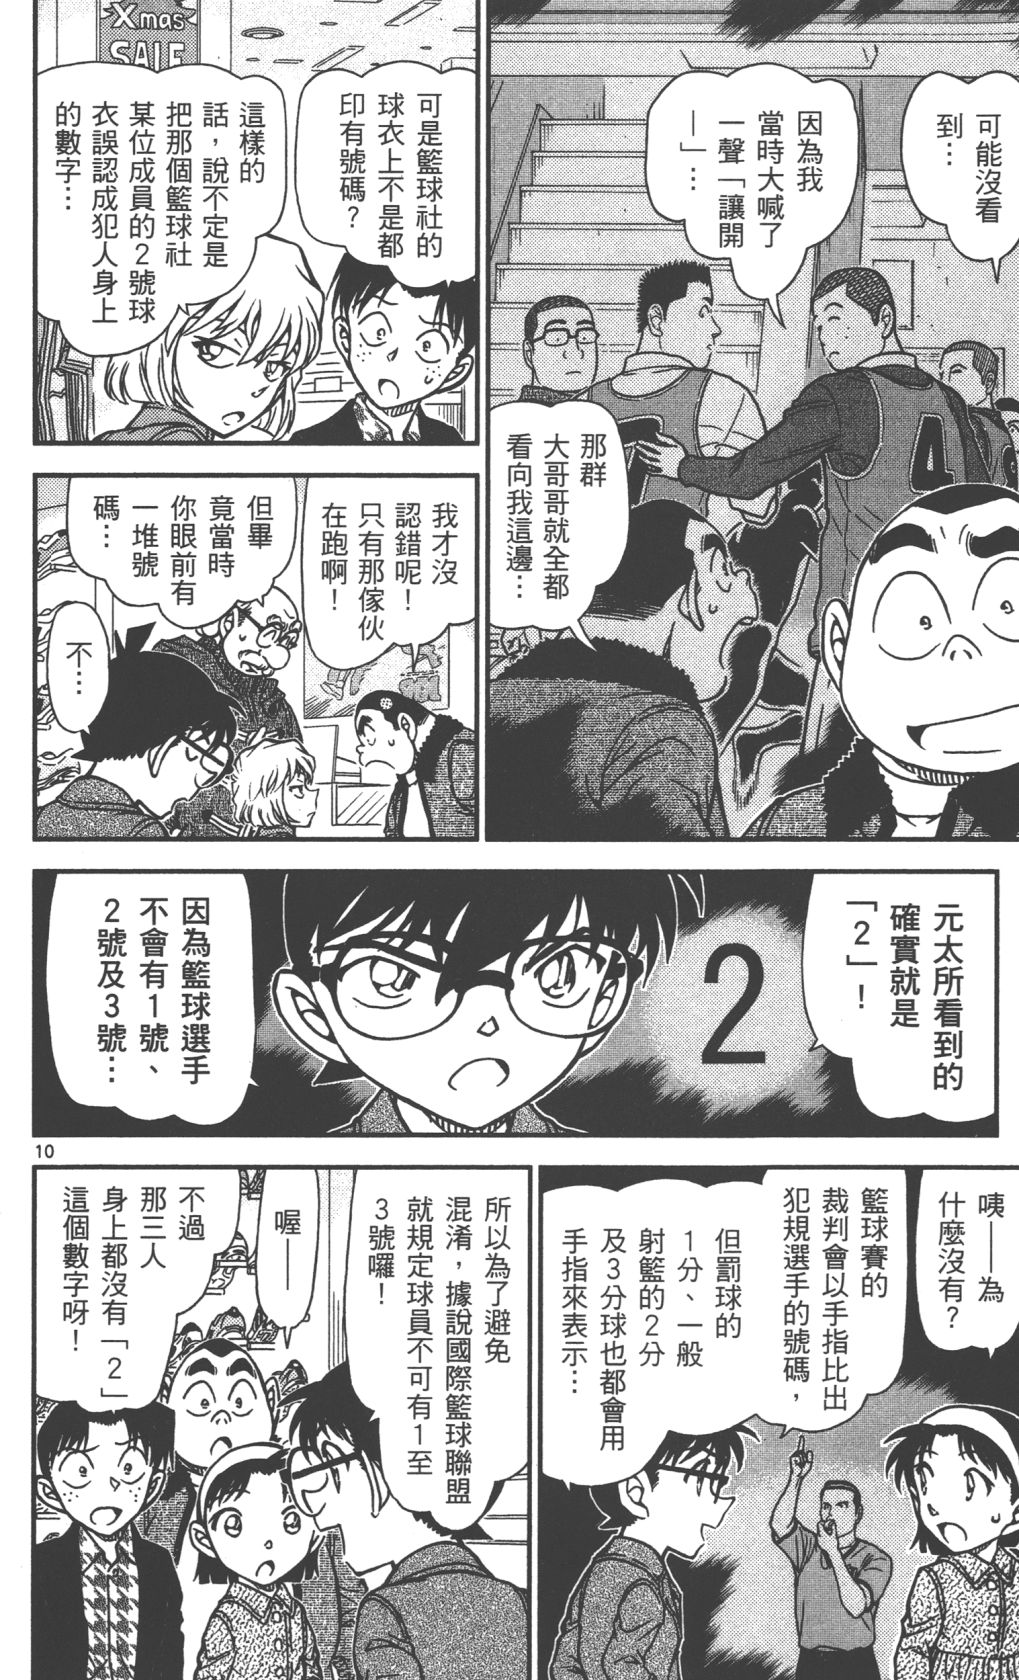 可能沒看
到…
因為我
當時大喊了
一聲「讓開
—」…
那群
大哥哥就全都
看向我這邊…
4
Xmas
SALE
可是籃球社的
球衣上不是都
印有號碼？
這樣的
話，說不定是
把那個籃球社
某位成員的2號球
衣誤認成犯人身上
的數字…
我才沒
認錯呢！
只有那傢伙
在跑啊！
但畢
竟當時
你眼前有
一堆號
碼…
不…
元太所看到的
確實就是
「2」！
2
因為籃球選手
不會有1號、
2號及3號…
10
咦——為
什麼沒有？
籃球賽的
裁判會以手指比出
犯規選手的號碼，
但罰球的
1分、一般
射籃的2分
及3分球也都會用
手指來表示…
所以為了避免
混淆，據說國際籃球聯盟
就規定球員不可有1至
3號囉！
喔——
不過
那三人
身上都沒有「2」
這個數字呀！